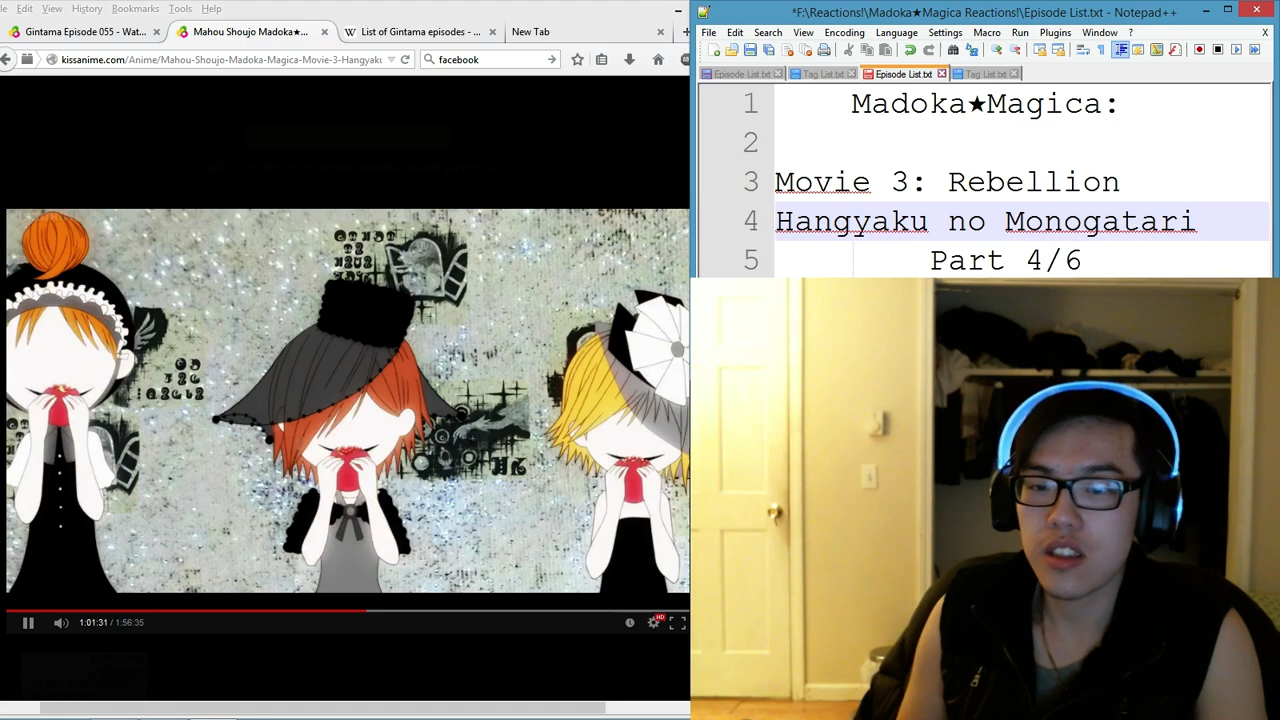 le Edit View History Bookmarks Tools Help
Gintama Episode 055 - Wat...
Mahou Shoujo Madoka★...
List of Gintama episodes - ...
New Tab
kissanime.com/Anime/Mahou-Shoujo-Madoka-Magica-Movie-3-Hangyaku
facebook
1:01:31 / 1:56:35
HD
*F:\Reactions!\Madoka★Magica Reactions!\Episode List.txt - Notepad++
File Edit Search View Encoding Language Settings Macro Run Plugins Window ? X
Episode List.txt
Tag List.txt
Episode List.txt
Tag List.txt
1 Madoka★Magica:
2
3 Movie 3: Rebellion
4 Hangyaku no Monogatari
5 Part 4/6